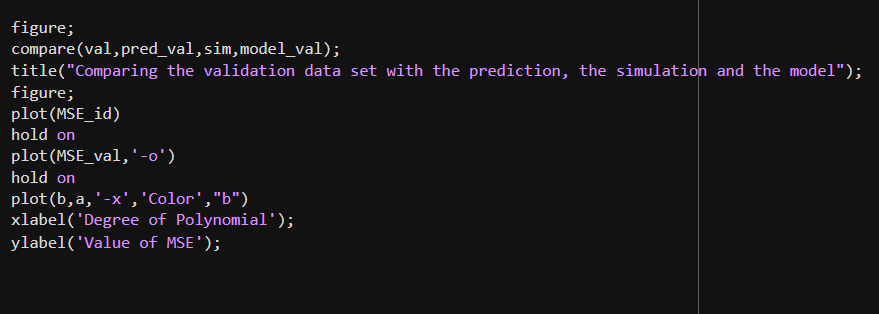 figure;
compare(val,pred_val,sim,model_val);
title("Comparing the validation data set with the prediction, the simulation and the model");
figure;
plot(MSE_id)
hold on
plot(MSE_val,'-o')
hold on
plot(b,a,'-x','Color',"b")
xlabel('Degree of Polynomial');
ylabel('Value of MSE');